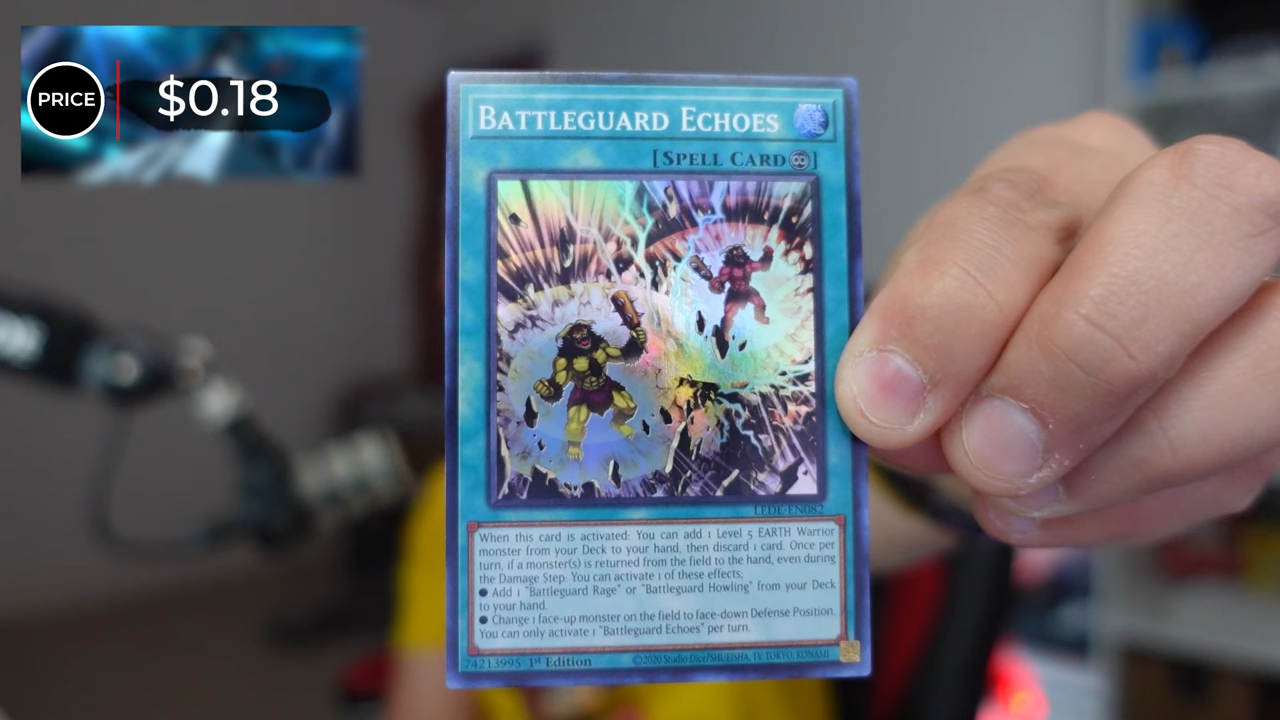 PRICE
$0.18
BATTLEGUARD ECHOES
[SPELL CARD]
LEDE-EN082
When this card is activated: You can add 1 Level 5 EARTH Warrior
monster from your Deck to your hand, then discard 1 card. Once per
turn, if a monster(s) is returned from the field to the hand, even during
the Damage Step: You can activate 1 of these effects;
● Add 1 "Battleguard Rage" or "Battleguard Howling" from your Deck
to your hand.
● Change 1 face-up monster on the field to face-down Defense Position.
You can only activate 1 "Battleguard Echoes" per turn.
74213995 1st Edition ©2020 Studio Dice/SHUEISHA, TV TOKYO, KONAMI